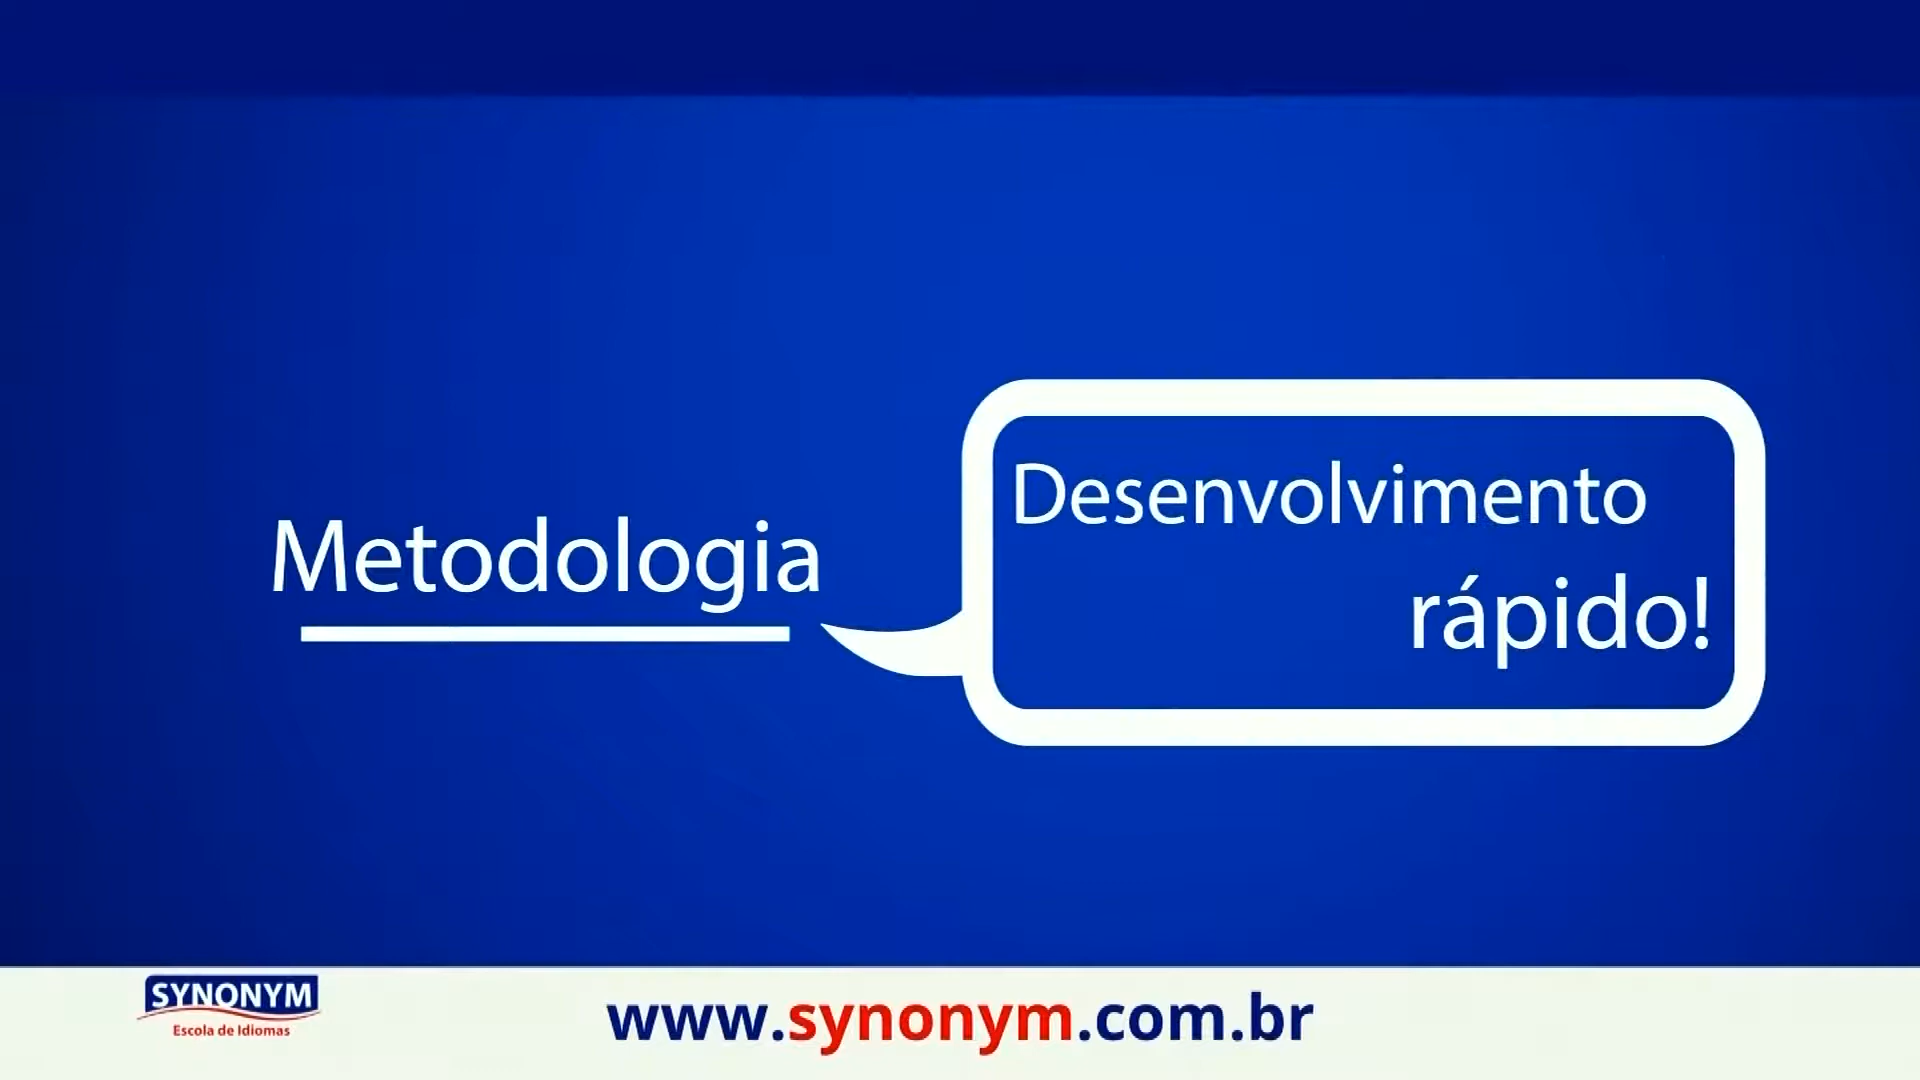 Metodologia
Desenvolvimento
rápido!
SYNONYM
Escola de Idiomas
www.synonym.com.br